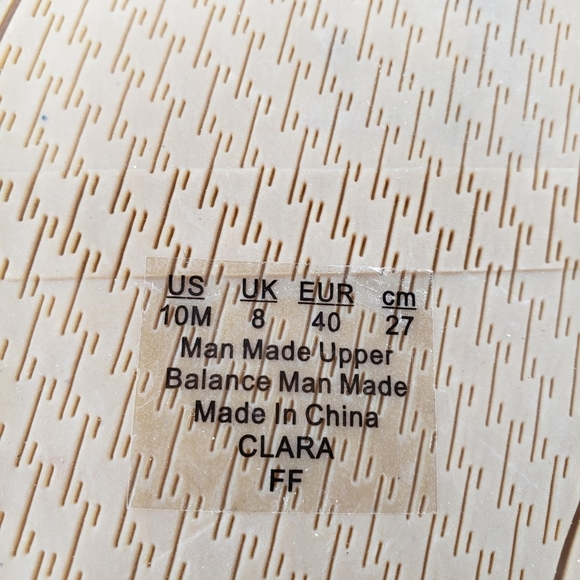 US UK EUR cm
10M 8 40 27
Man Made Upper
Balance Man Made
Made In China
CLARA
FF